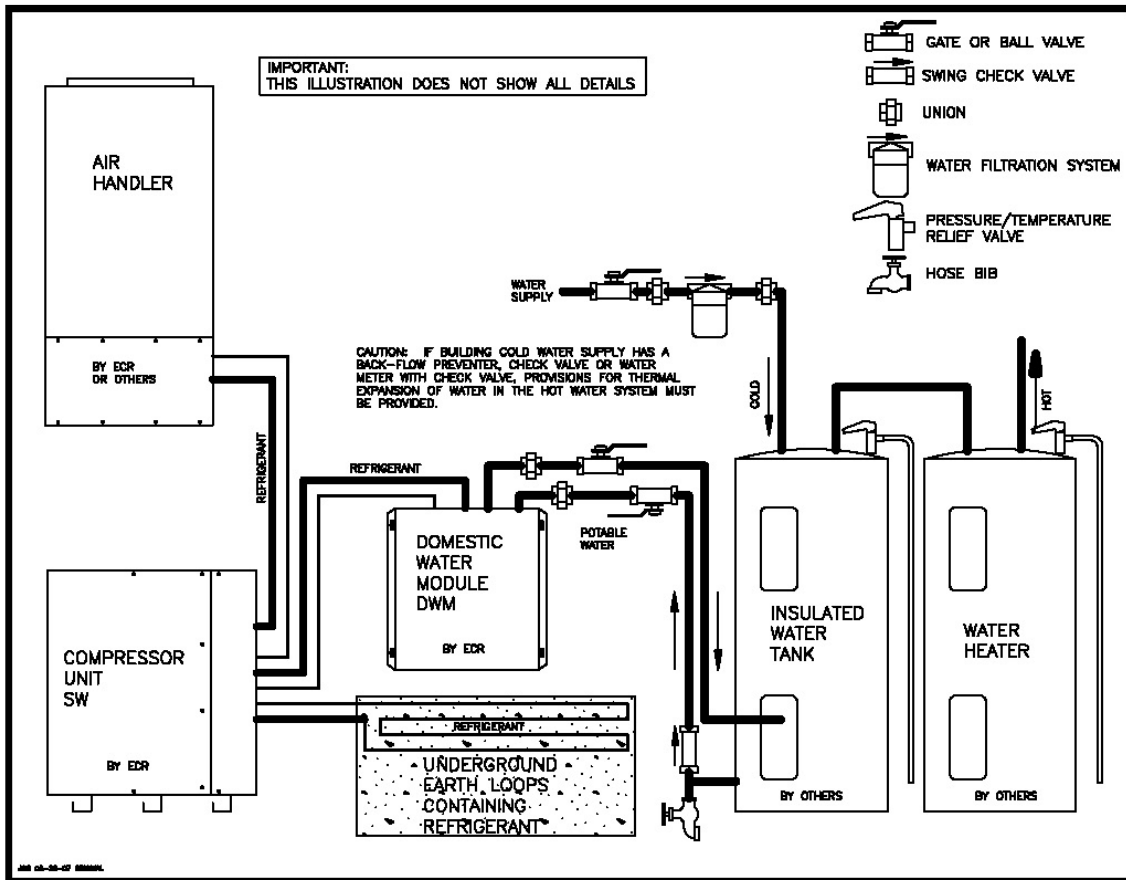 IMPORTANT:
THIS ILLUSTRATION DOES NOT SHOW ALL DETAILS
GATE OR BALL VALVE
SWING CHECK VALVE
UNION
WATER FILTRATION SYSTEM
PRESSURE/TEMPERATURE
RELIEF VALVE
HOSE BIB
AIR
HANDLER
BY ECR
OR OTHERS
WATER
SUPPLY
CAUTION: IF BUILDING COLD WATER SUPPLY HAS A
BACK-FLOW PREVENTER, CHECK VALVE OR WATER
METER WITH CHECK VALVE, PROVISIONS FOR THERMAL
EXPANSION OF WATER IN THE HOT WATER SYSTEM MUST
BE PROVIDED.
COLD
HOT
REFRIGERANT
REFRIGERANT
POTABLE
WATER
DOMESTIC
WATER
MODULE
DWM
BY ECR
COMPRESSOR
UNIT
SW
BY ECR
REFRIGERANT
UNDERGROUND
EARTH LOOPS
CONTAINING
REFRIGERANT
INSULATED
WATER
TANK
BY OTHERS
WATER
HEATER
BY OTHERS